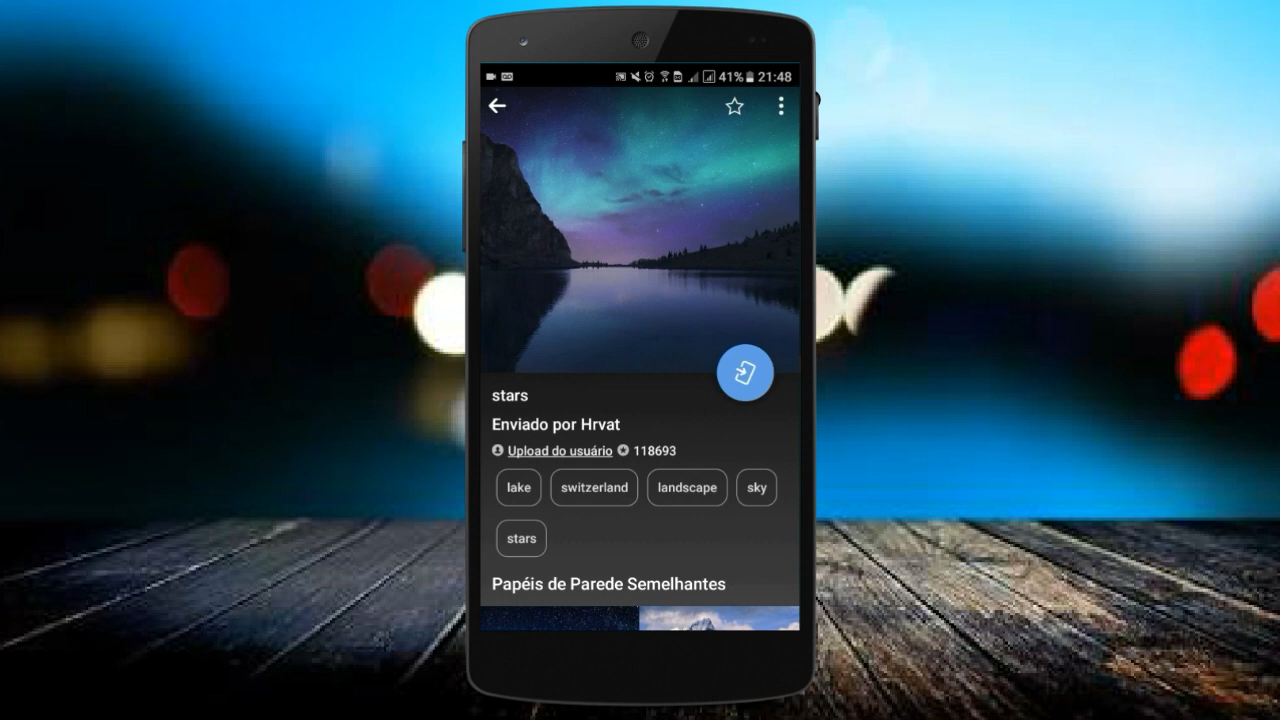 41% 21:48
stars
Enviado por Hrvat
Upload do usuário 118693
lake switzerland landscape sky
stars
Papéis de Parede Semelhantes